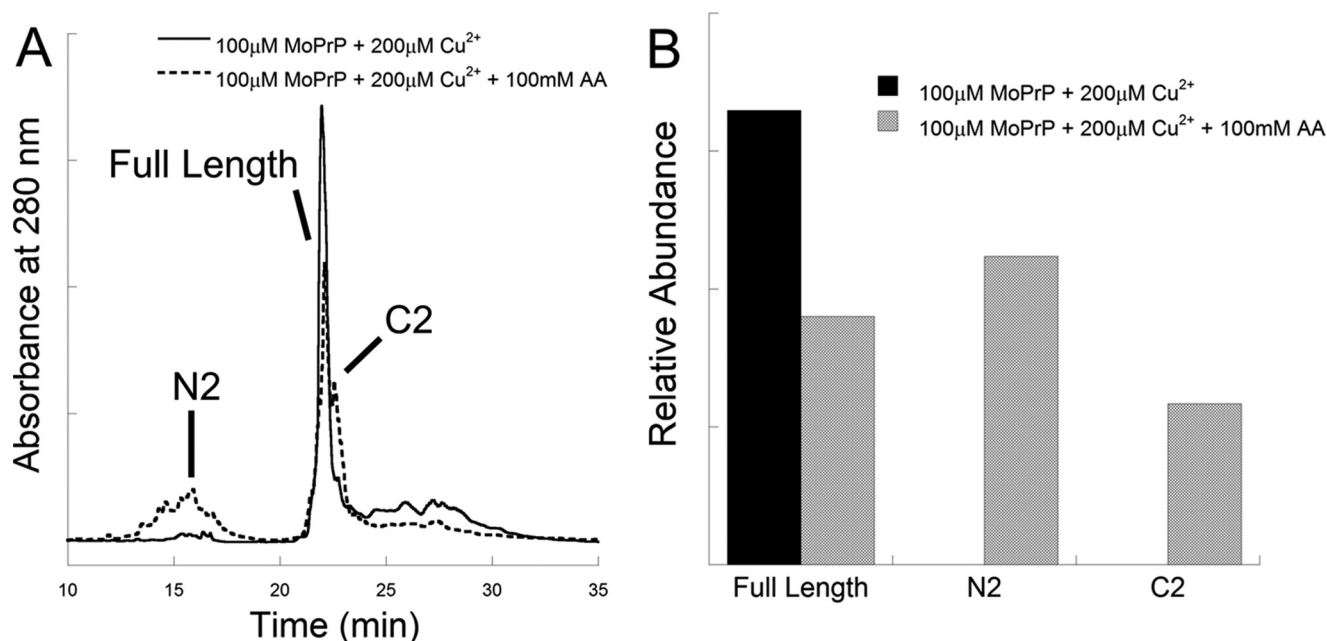 A
100μM MoPrP + 200μM Cu²⁺
100μM MoPrP + 200μM Cu²⁺ + 100mM AA
Full Length
C2
N2
Absorbance at 280 nm
10 15 20 25 30 35
Time (min)
B
100μM MoPrP + 200μM Cu²⁺
100μM MoPrP + 200μM Cu²⁺ + 100mM AA
Relative Abundance
Full Length N2 C2